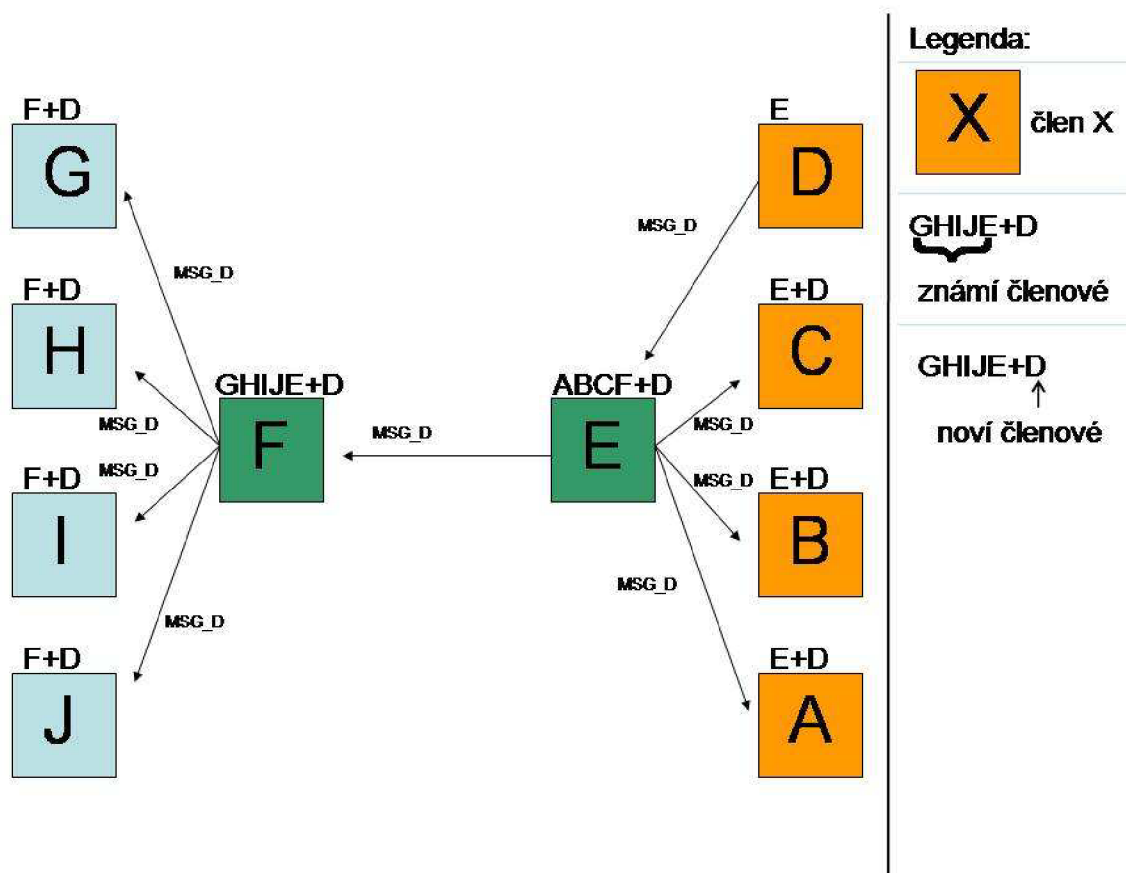 F+D
G
F+D
H
F+D
I
F+D
J
MSG_D
MSG_D
MSG_D
MSG_D
GHIJE+D
F
MSG_D
ABCF+D
E
MSG_D
MSG_D
MSG_D
MSG_D
E
D
E+D
C
E+D
B
E+D
A
Legenda:
X
člen X
GHIJE+D
známí členové
GHIJE+D
noví členové